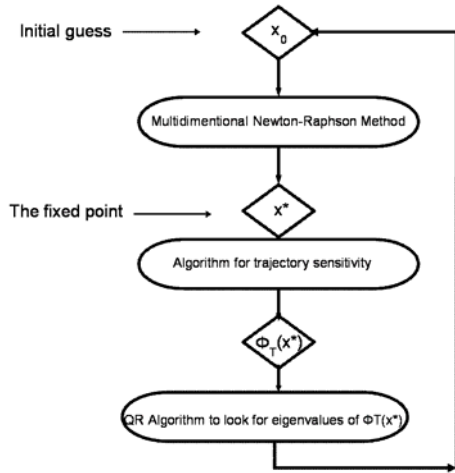 Initial guess
x0
Multidimentional Newton-Raphson Method
The fixed point
x*
Algorithm for trajectory sensitivity
ΦT(x*)
QR Algorithm to look for eigenvalues of ΦT(x*)